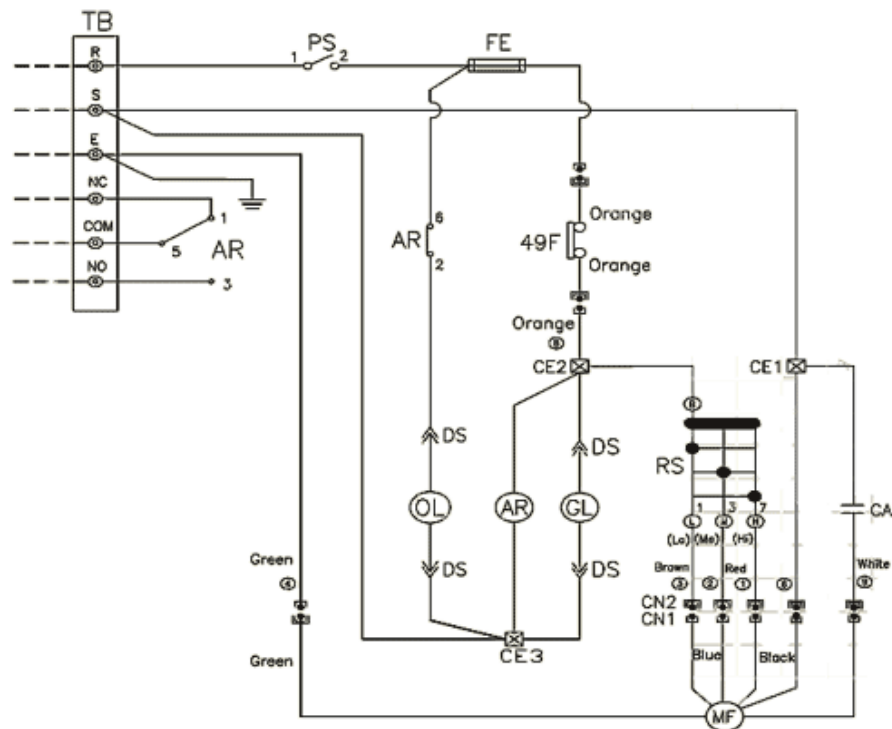 TB
R
S
E
NC
COM
NO
1 PS 2
FE
1
5
AR
3
6
AR
2
Orange
49F
Orange
Orange
8
CE2
CE1
R
RS
1 3 7
L M H
(Lo) (Me) (Hi)
DS
DS
OL
AR
GL
CA
DS
DS
Green
4
Green
Brown
Red
White
3 2 1 6 9
CN2
CN1
CE3
Blue
Black
MF